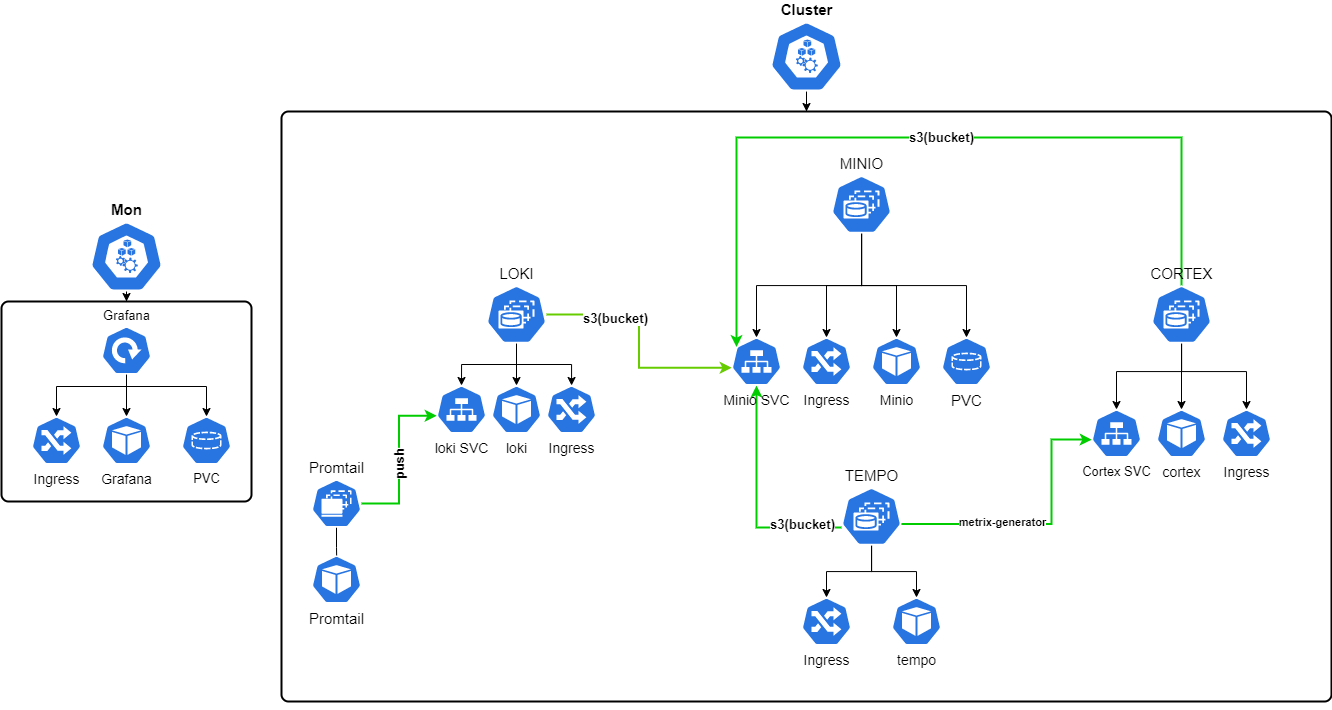 Cluster
s3(bucket)
MINIO
Mon
LOKI
CORTEX
Grafana
s3(bucket)
Minio SVC
Ingress
Minio
PVC
loki SVC
loki
Ingress
push
Promtail
Ingress
Grafana
PVC
Cortex SVC
cortex
Ingress
TEMPO
s3(bucket)
metrix-generator
Promtail
Ingress
tempo